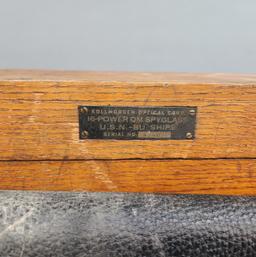 KOLLMORGEN OPTICAL CORP.
16-POWER OM SPYGLASS
U.S.N.-BU. SHIPS
SERIAL NO.